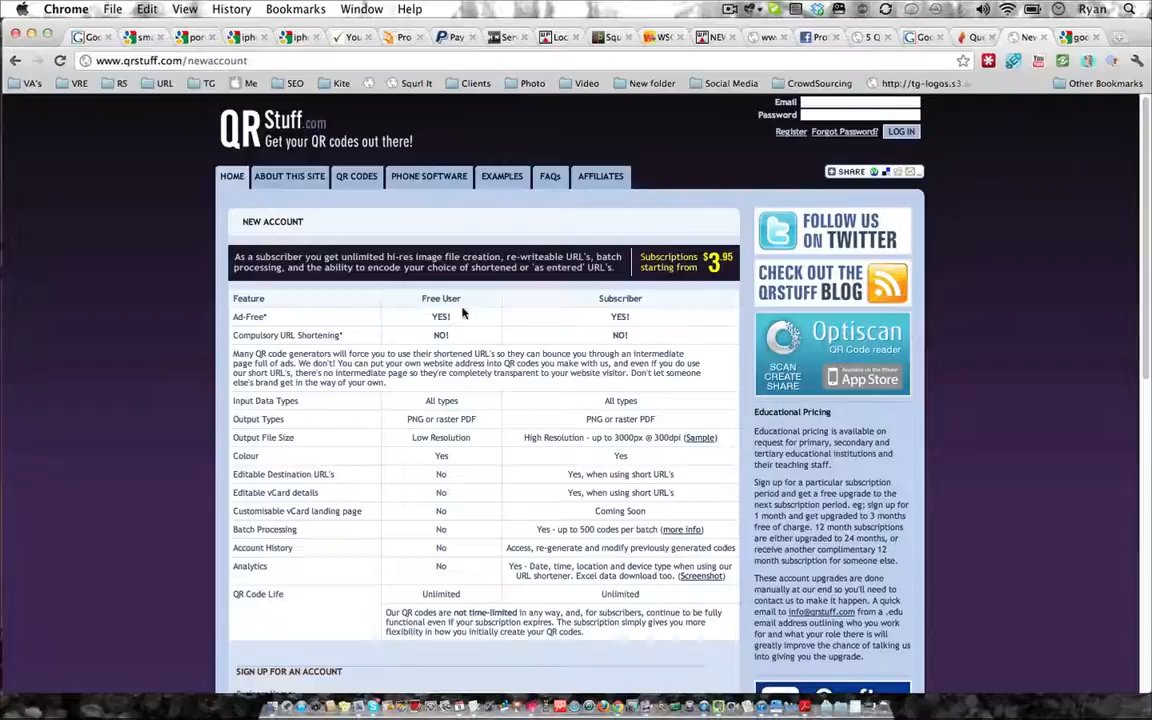 Chrome File Edit View History Bookmarks Window Help Ryan
www.qrstuff.com/newaccount
VA's VRE RS URL TG Me SEO Kite Squrl It Clients Photo Video New folder Social Media CrowdSourcing http://tg-logos.s3. Other Bookmarks
Email
Password
Register Forgot Password? LOG IN
QR Stuff.com
Get your QR codes out there!
HOME ABOUT THIS SITE QR CODES PHONE SOFTWARE EXAMPLES FAQs AFFILIATES
SHARE
NEW ACCOUNT
As a subscriber you get unlimited hi-res image file creation, re-writeable URL's, batch
processing, and the ability to encode your choice of shortened or 'as entered' URL's.
Subscriptions
starting from $3.95
Feature Free User Subscriber
Ad-Free* YES! YES!
Compulsory URL Shortening* NO! NO!
Many QR code generators will force you to use their shortened URL's so they can bounce you through an intermediate
page full of ads. We don't! You can put your own website address into QR codes you make with us, and even if you do use
our short URL's, there's no intermediate page so they're completely transparent to your website visitor. Don't let someone
else's brand get in the way of your own.
Input Data Types All types All types
Output Types PNG or raster PDF PNG or raster PDF
Output File Size Low Resolution High Resolution - up to 3000px @ 300dpi (Sample)
Colour Yes Yes
Editable Destination URL's No Yes, when using short URL's
Editable vCard details No Yes, when using short URL's
Customisable vCard landing page No Coming Soon
Batch Processing No Yes - up to 500 codes per batch (more info)
Account History No Access, re-generate and modify previously generated codes
Analytics No Yes - Date, time, location and device type when using our
URL shortener. Excel data download too. (Screenshot)
QR Code Life Unlimited Unlimited
Our QR codes are not time-limited in any way, and, for subscribers, continue to be fully
functional even if your subscription expires. The subscription simply gives you more
flexibility in how you initially create your QR codes.
SIGN UP FOR AN ACCOUNT
FOLLOW US
ON TWITTER
CHECK OUT THE
QRSTUFF BLOG
Optiscan
QR Code reader
SCAN
CREATE
SHARE
Available on the iPhone
App Store
Educational Pricing
Educational pricing is available on
request for primary, secondary and
tertiary educational institutions and
their teaching staff.
Sign up for a particular subscription
period and get a free upgrade to the
next subscription period. eg; sign up for
1 month and get upgraded to 3 months
free of charge. 12 month subscriptions
are either upgraded to 24 months, or
receive another complimentary 12
month subscription for someone else.
These account upgrades are done
manually at our end so you'll need to
contact us to make it happen. A quick
email to info@qrstuff.com from a .edu
email address outlining who you work
for and what your role there is will
greatly improve the chance of talking us
into giving you the upgrade.